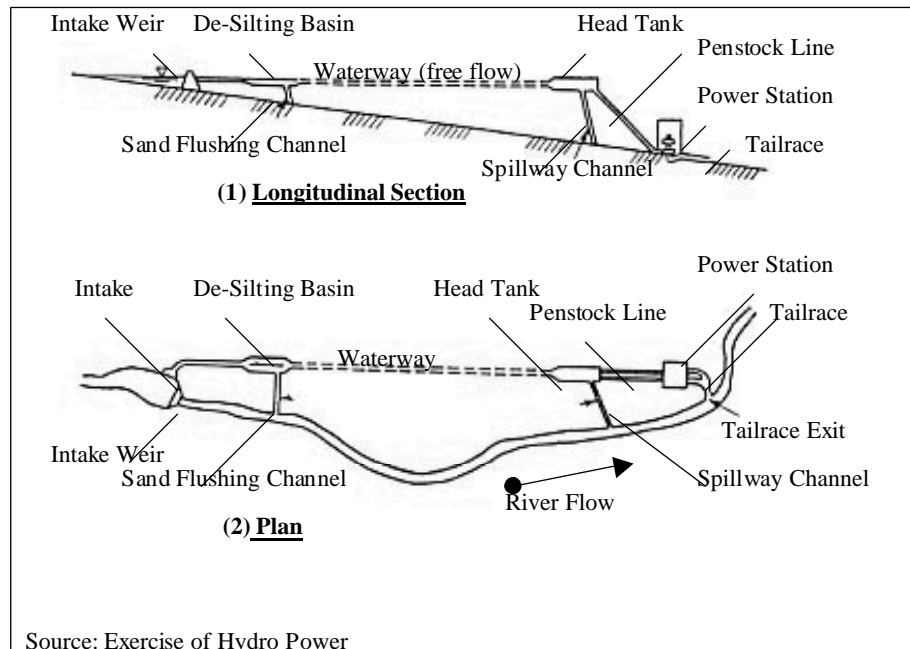 Intake Weir De-Silting Basin Head Tank
Penstock Line
Waterway (free flow)
Power Station
Sand Flushing Channel
Tailrace
Spillway Channel
(1) Longitudinal Section
Power Station
Intake De-Silting Basin Head Tank
Penstock Line Tailrace
Waterway
Tailrace Exit
Intake Weir
Sand Flushing Channel
Spillway Channel
River Flow
(2) Plan
Source: Exercise of Hydro Power